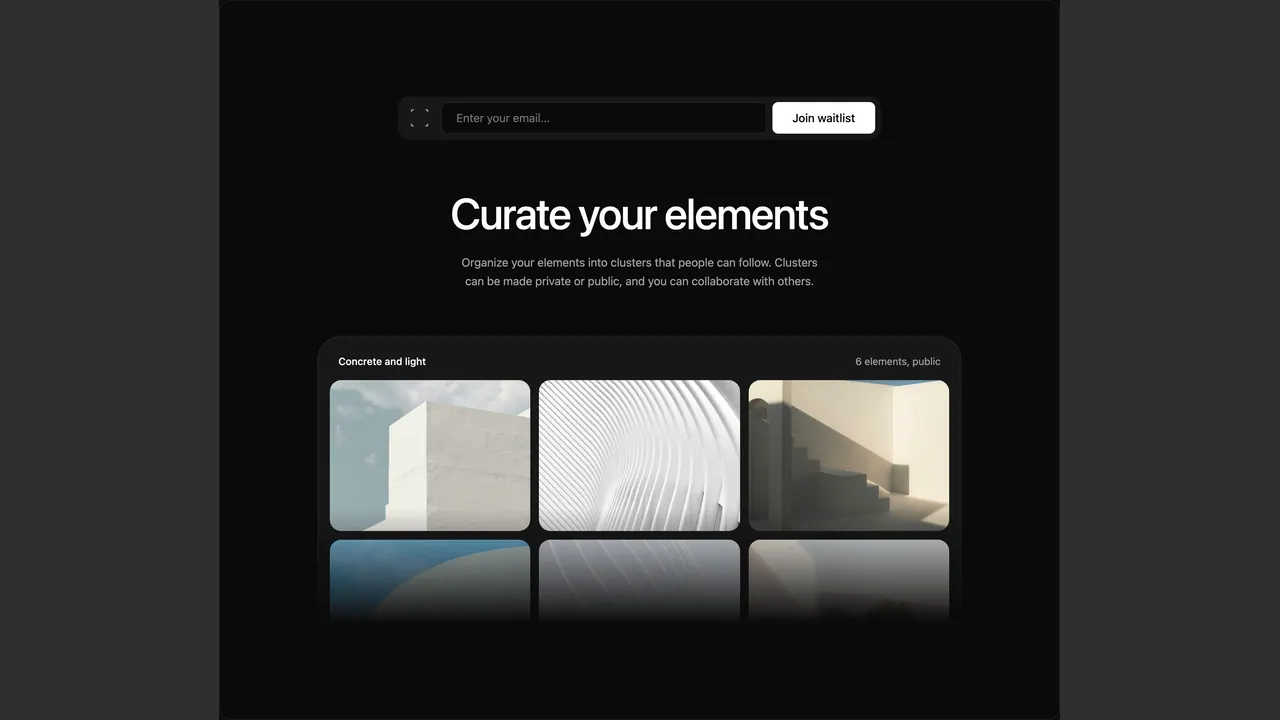 Enter your email...
Join waitlist
Curate your elements
Organize your elements into clusters that people can follow. Clusters
can be made private or public, and you can collaborate with others.
Concrete and light
6 elements, public